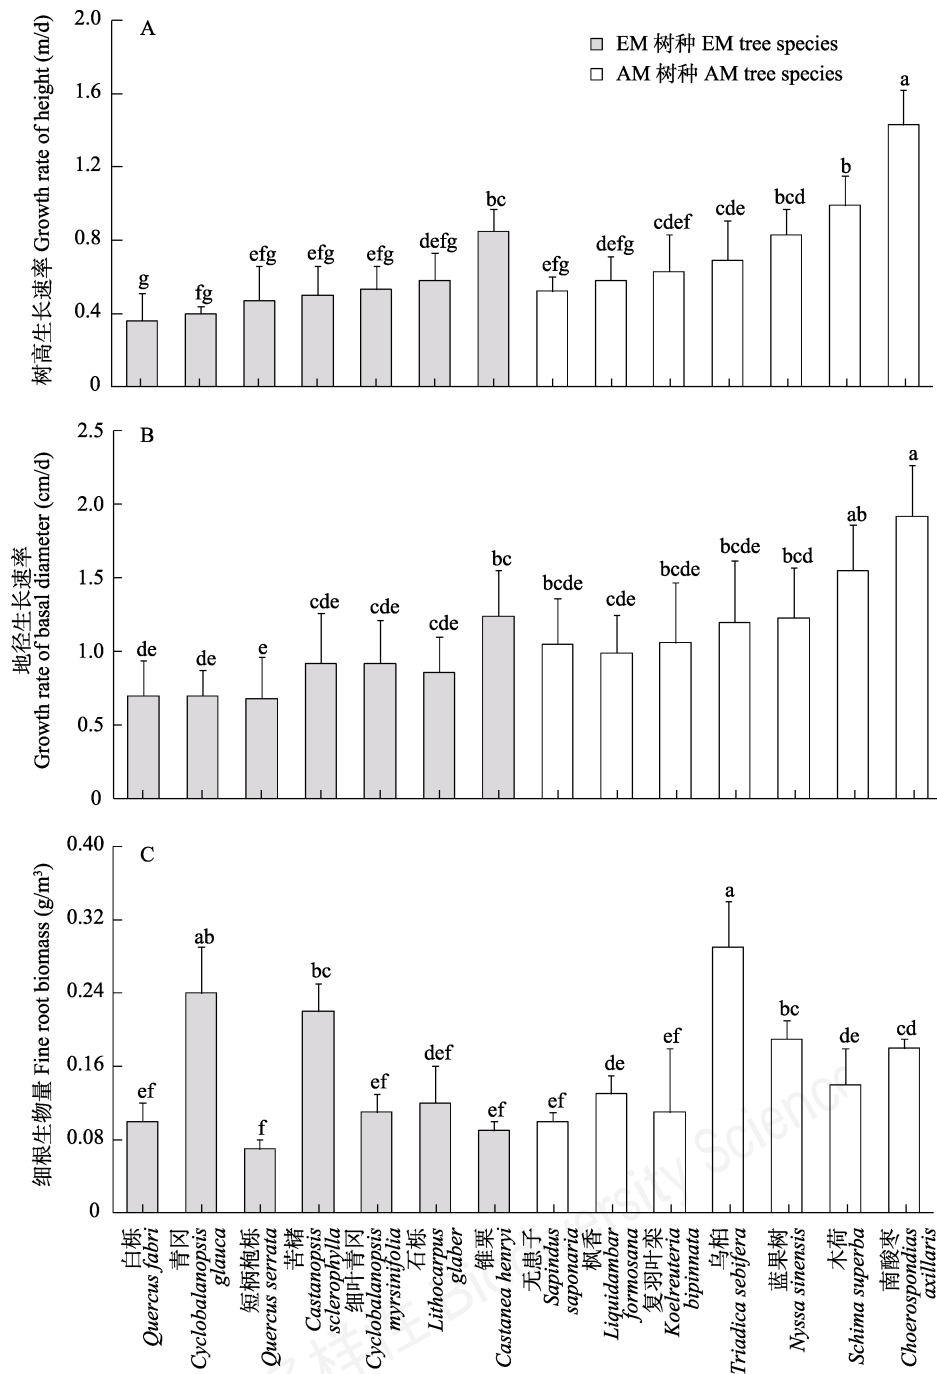 A
EM 树种 EM tree species
AM 树种 AM tree species
树高生长速率 Growth rate of height (m/d)
2.0
1.6
1.2
0.8
0.4
0
g
fg
efg
efg
efg
defg
bc
efg
defg
cdef
cde
bcd
b
a
B
地径生长速率
Growth rate of basal diameter (cm/d)
2.5
2.0
1.5
1.0
0.5
0
de
de
e
cde
cde
cde
bc
bcde
cde
bcde
bcde
bcd
ab
a
C
细根生物量 Fine root biomass (g/m³)
0.40
0.32
0.24
0.16
0.08
0
ef
ab
f
bc
ef
def
ef
ef
de
ef
a
bc
de
cd
白栎
Quercus fabri
青冈
Cyclobalanopsis
glauca
短柄枹栎
Quercus serrata
苦槠
Castanopsis
sclerophylla
细叶青冈
Cyclobalanopsis
myrsinifolia
石栎
Lithocarpus
glaber
锥栗
Castanea henryi
无患子
Sapindus
saponaria
枫香
Liquidambar
formosana
复羽叶栾
Koelreuteria
bipinnata
乌桕
Triadica sebifera
蓝果树
Nyssa sinensis
木荷
Schima superba
南酸枣
Choerospondias
axillaris
多样性 Biodiversity Science